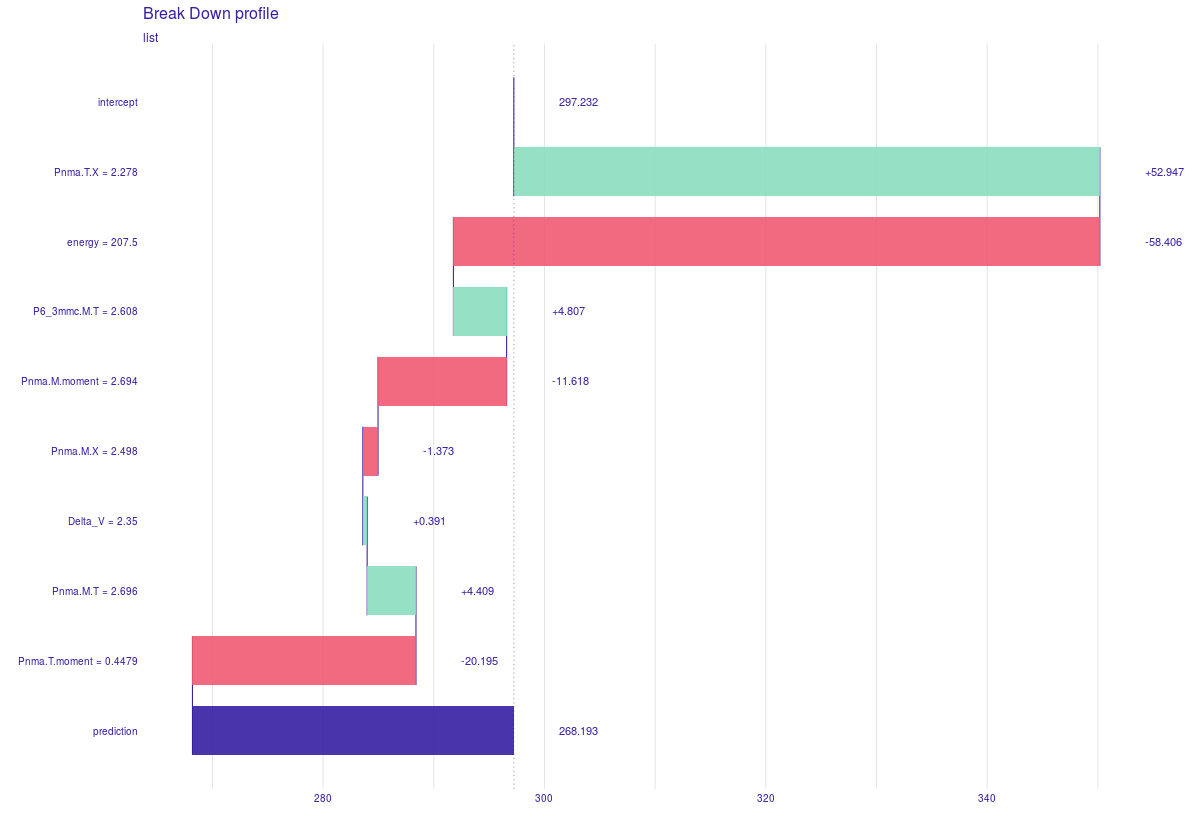 Break Down profile
list
intercept 297.232
Pnma.T.X = 2.278 +52.947
energy = 207.5 -58.406
P6_3mmc.M.T = 2.608 +4.807
Pnma.M.moment = 2.694 -11.618
Pnma.M.X = 2.498 -1.373
Delta_V = 2.35 +0.391
Pnma.M.T = 2.696 +4.409
Pnma.T.moment = 0.4479 -20.195
prediction 268.193
280 300 320 340